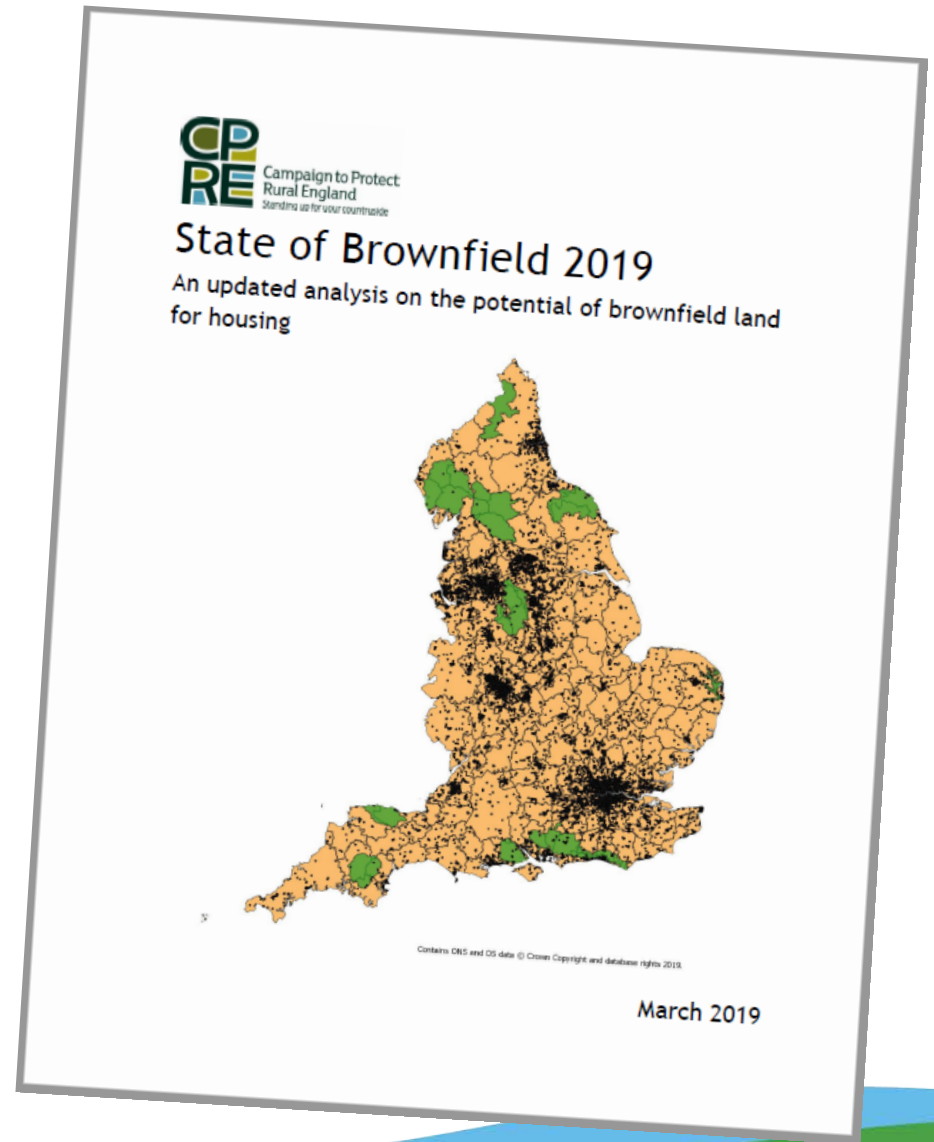 CP
RE
Campaign to Protect
Rural England
Standing up for your countryside
State of Brownfield 2019
An updated analysis on the potential of brownfield land
for housing
Contains ONS and OS data © Crown Copyright and database rights 2019.
March 2019